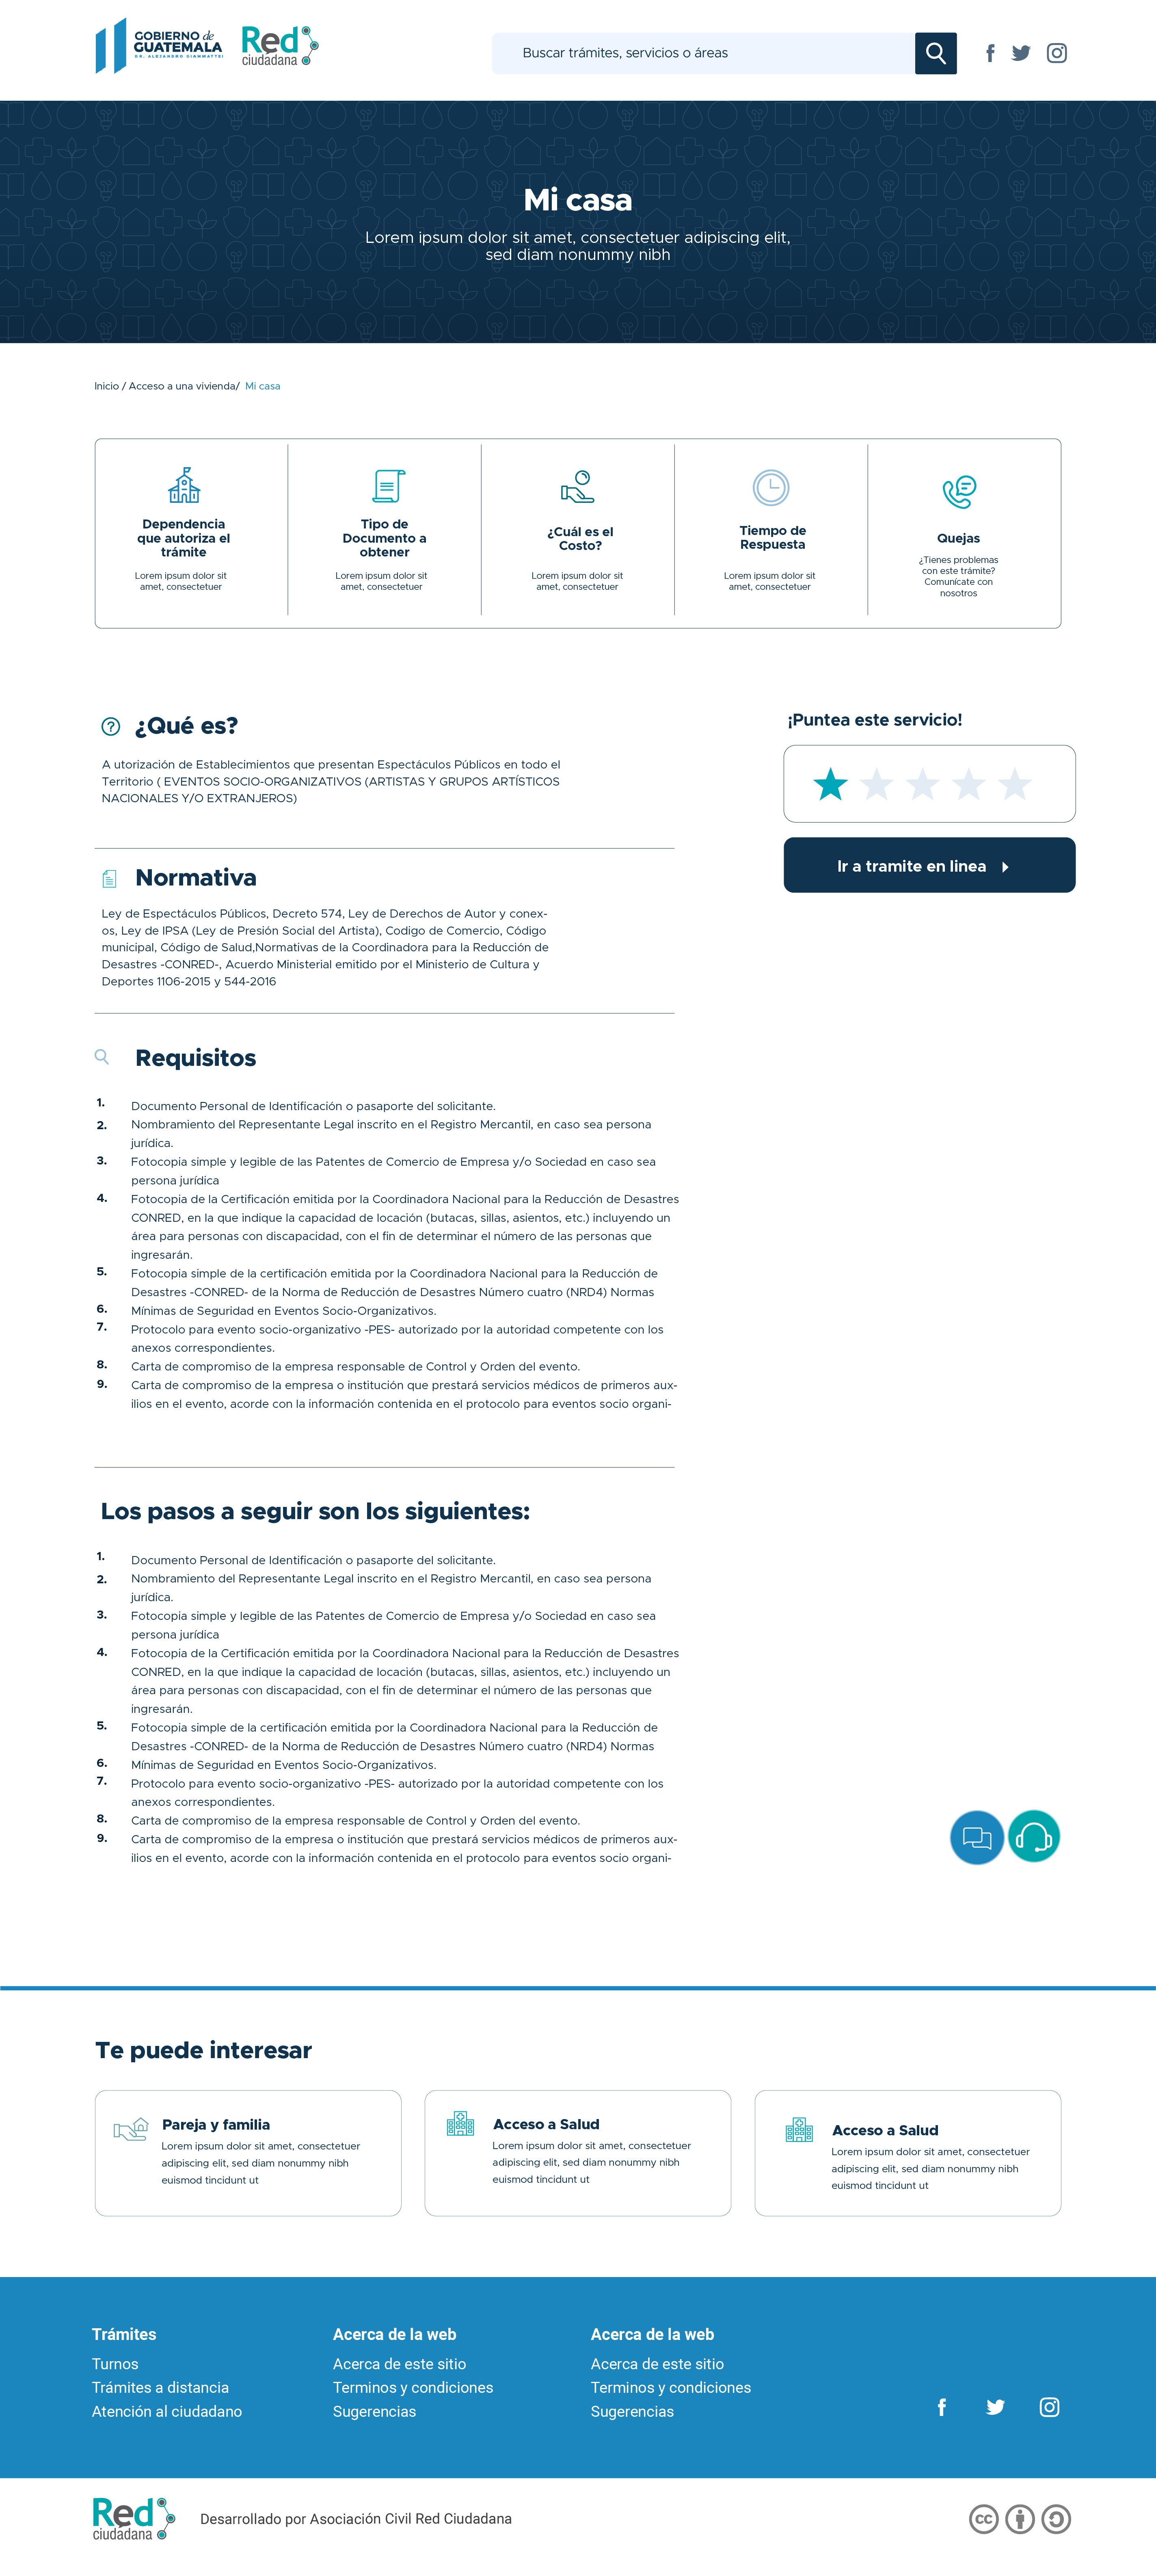 GOBIERNO de
GUATEMALA
DR. ALEJANDRO GIAMMATTEI
Red
ciudadana
Buscar trámites, servicios o áreas
Mi casa
Lorem ipsum dolor sit amet, consectetuer adipiscing elit,
sed diam nonummy nibh
Inicio / Acceso a una vivienda/ Mi casa
Dependencia
que autoriza el
trámite
Lorem ipsum dolor sit
amet, consectetuer
Tipo de
Documento a
obtener
Lorem ipsum dolor sit
amet, consectetuer
¿Cuál es el
Costo?
Lorem ipsum dolor sit
amet, consectetuer
Tiempo de
Respuesta
Lorem ipsum dolor sit
amet, consectetuer
Quejas
¿Tienes problemas
con este trámite?
Comunícate con
nosotros
¿Qué es?
A utorización de Establecimientos que presentan Espectáculos Públicos en todo el
Territorio ( EVENTOS SOCIO-ORGANIZATIVOS (ARTISTAS Y GRUPOS ARTÍSTICOS
NACIONALES Y/O EXTRANJEROS)
¡Puntea este servicio!
Ir a tramite en linea
Normativa
Ley de Espectáculos Públicos, Decreto 574, Ley de Derechos de Autor y conex-
os, Ley de IPSA (Ley de Presión Social del Artista), Codigo de Comercio, Código
municipal, Código de Salud,Normativas de la Coordinadora para la Reducción de
Desastres -CONRED-, Acuerdo Ministerial emitido por el Ministerio de Cultura y
Deportes 1106-2015 y 544-2016
Requisitos
1. Documento Personal de Identificación o pasaporte del solicitante.
2. Nombramiento del Representante Legal inscrito en el Registro Mercantil, en caso sea persona
jurídica.
3. Fotocopia simple y legible de las Patentes de Comercio de Empresa y/o Sociedad en caso sea
persona jurídica
4. Fotocopia de la Certificación emitida por la Coordinadora Nacional para la Reducción de Desastres
CONRED, en la que indique la capacidad de locación (butacas, sillas, asientos, etc.) incluyendo un
área para personas con discapacidad, con el fin de determinar el número de las personas que
ingresarán.
5. Fotocopia simple de la certificación emitida por la Coordinadora Nacional para la Reducción de
Desastres -CONRED- de la Norma de Reducción de Desastres Número cuatro (NRD4) Normas
6. Mínimas de Seguridad en Eventos Socio-Organizativos.
7. Protocolo para evento socio-organizativo -PES- autorizado por la autoridad competente con los
anexos correspondientes.
8. Carta de compromiso de la empresa responsable de Control y Orden del evento.
9. Carta de compromiso de la empresa o institución que prestará servicios médicos de primeros aux-
ilios en el evento, acorde con la información contenida en el protocolo para eventos socio organi-
Los pasos a seguir son los siguientes:
1. Documento Personal de Identificación o pasaporte del solicitante.
2. Nombramiento del Representante Legal inscrito en el Registro Mercantil, en caso sea persona
jurídica.
3. Fotocopia simple y legible de las Patentes de Comercio de Empresa y/o Sociedad en caso sea
persona jurídica
4. Fotocopia de la Certificación emitida por la Coordinadora Nacional para la Reducción de Desastres
CONRED, en la que indique la capacidad de locación (butacas, sillas, asientos, etc.) incluyendo un
área para personas con discapacidad, con el fin de determinar el número de las personas que
ingresarán.
5. Fotocopia simple de la certificación emitida por la Coordinadora Nacional para la Reducción de
Desastres -CONRED- de la Norma de Reducción de Desastres Número cuatro (NRD4) Normas
6. Mínimas de Seguridad en Eventos Socio-Organizativos.
7. Protocolo para evento socio-organizativo -PES- autorizado por la autoridad competente con los
anexos correspondientes.
8. Carta de compromiso de la empresa responsable de Control y Orden del evento.
9. Carta de compromiso de la empresa o institución que prestará servicios médicos de primeros aux-
ilios en el evento, acorde con la información contenida en el protocolo para eventos socio organi-
Te puede interesar
Pareja y familia
Lorem ipsum dolor sit amet, consectetuer
adipiscing elit, sed diam nonummy nibh
euismod tincidunt ut
Acceso a Salud
Lorem ipsum dolor sit amet, consectetuer
adipiscing elit, sed diam nonummy nibh
euismod tincidunt ut
Acceso a Salud
Lorem ipsum dolor sit amet, consectetuer
adipiscing elit, sed diam nonummy nibh
euismod tincidunt ut
Trámites
Turnos
Trámites a distancia
Atención al ciudadano
Acerca de la web
Acerca de este sitio
Terminos y condiciones
Sugerencias
Acerca de la web
Acerca de este sitio
Terminos y condiciones
Sugerencias
Red
ciudadana
Desarrollado por Asociación Civil Red Ciudadana
cc